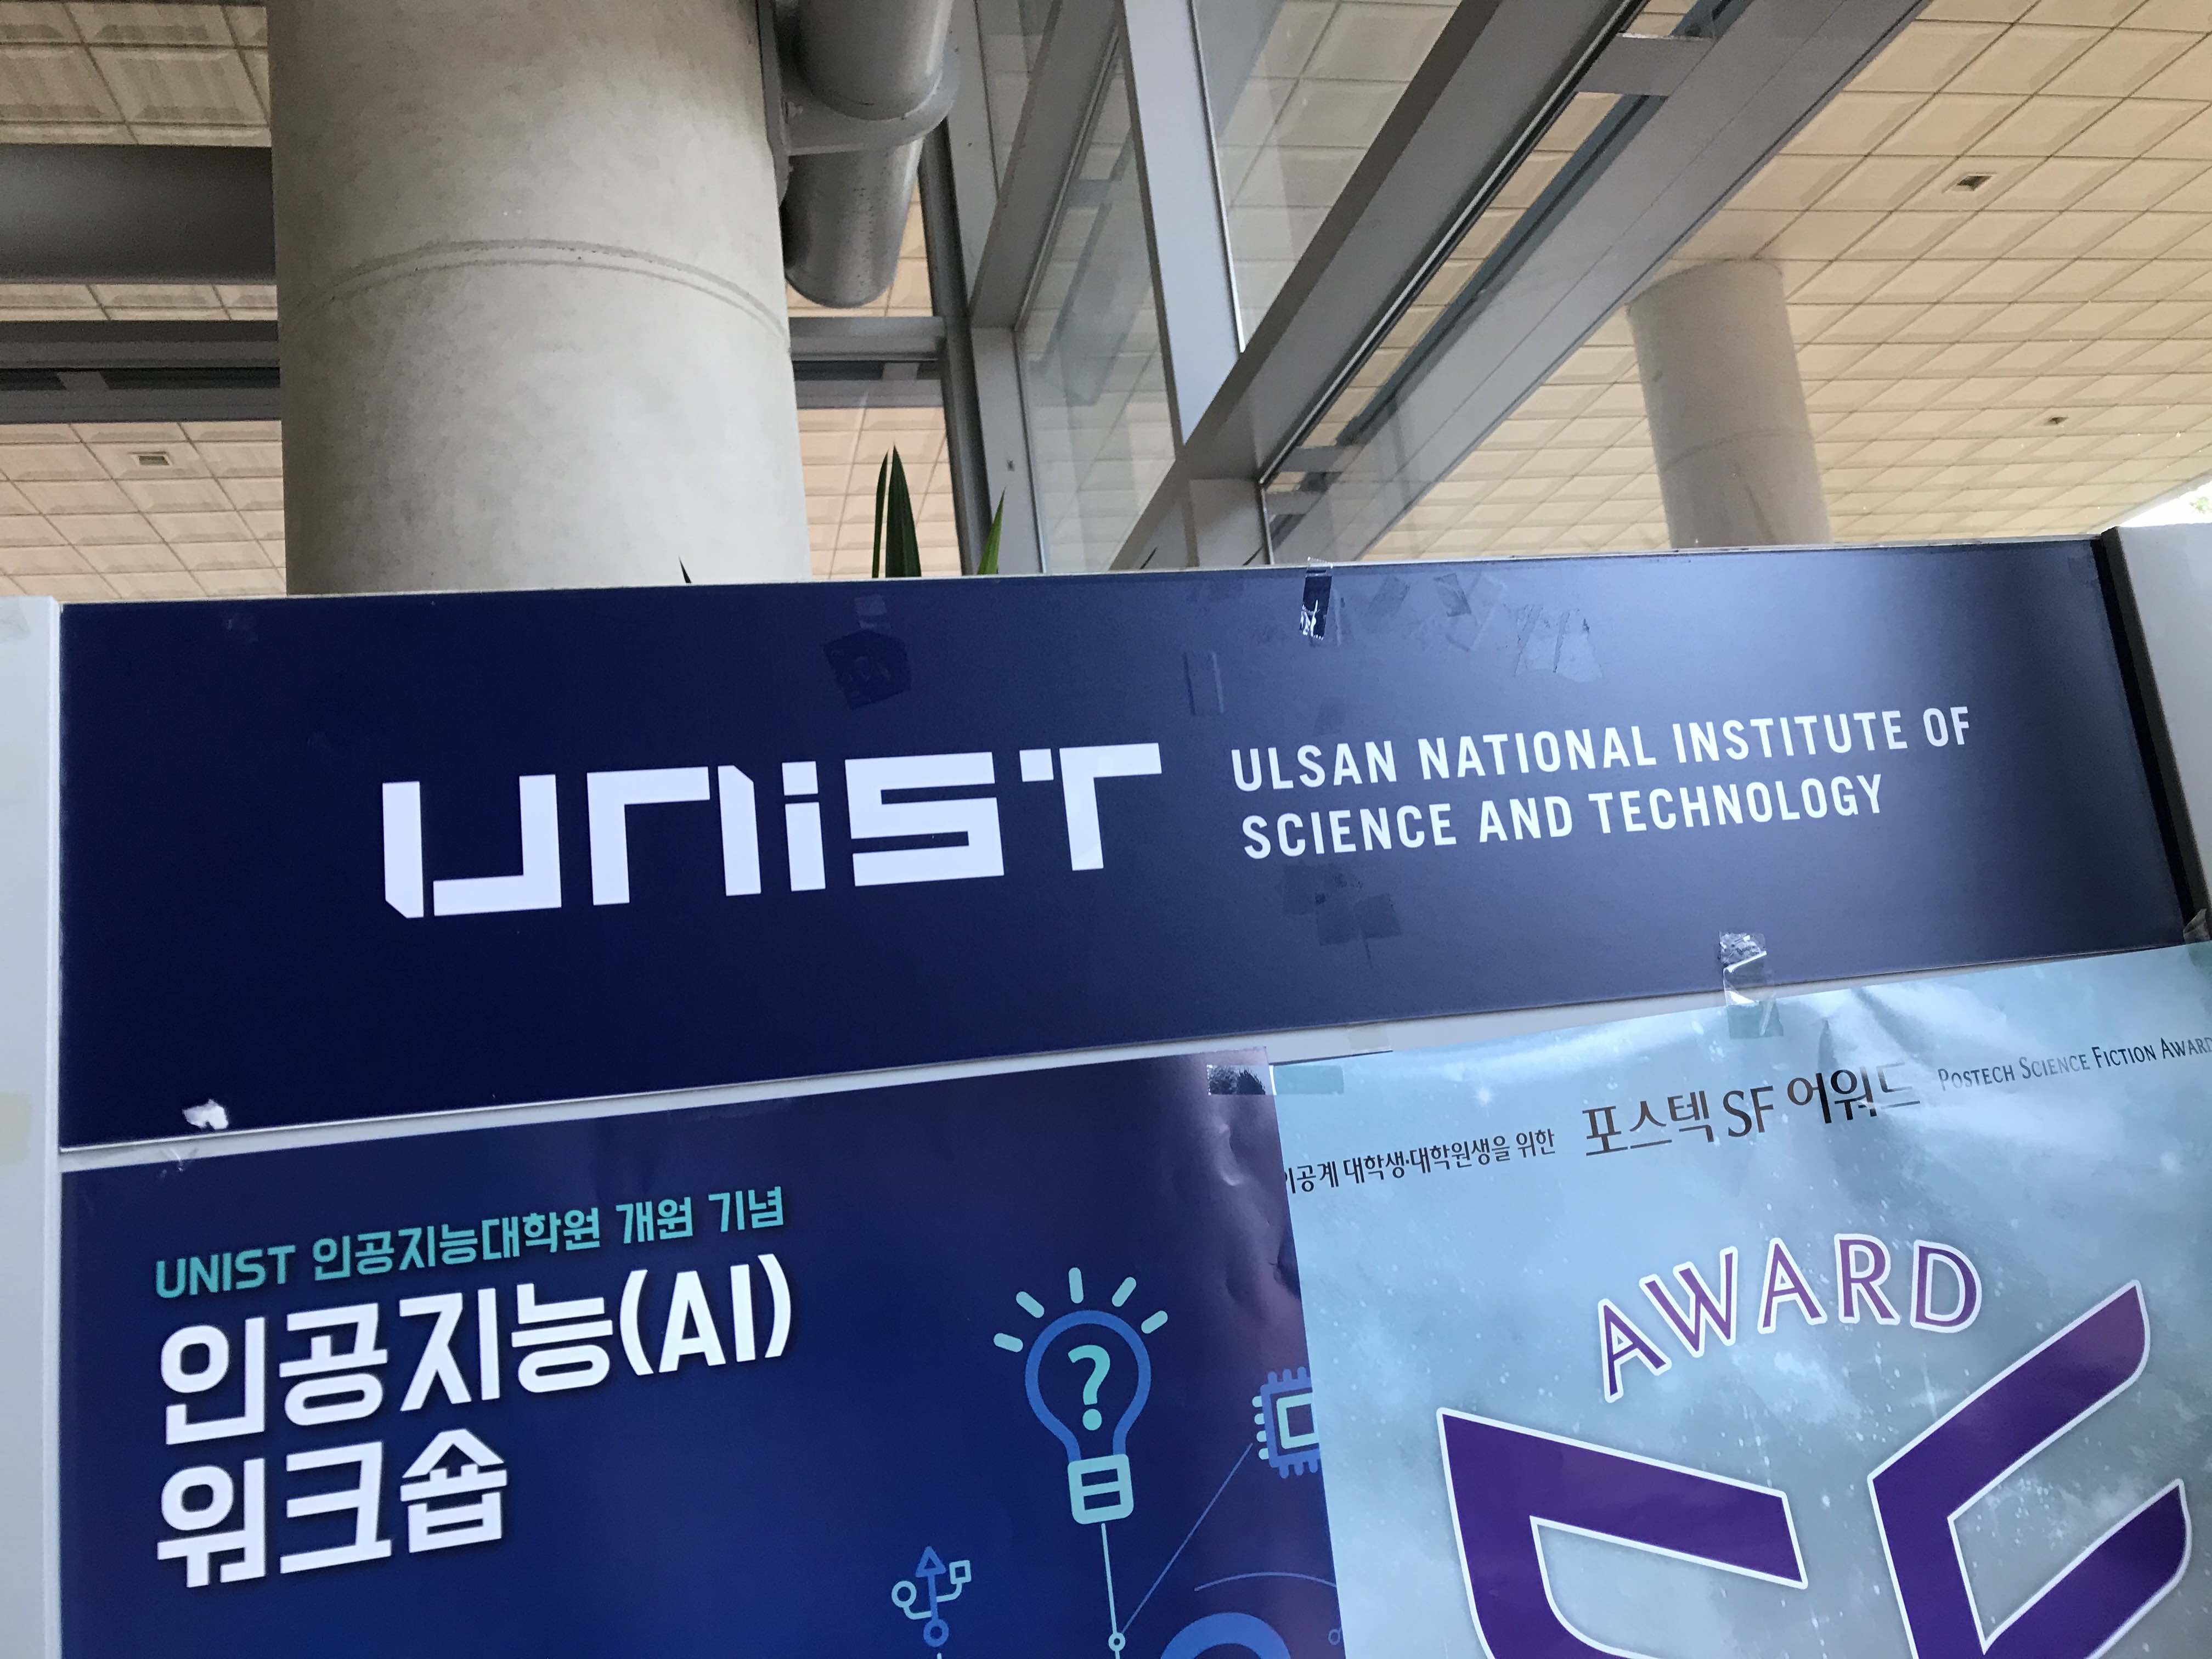 UNIST
ULSAN NATIONAL INSTITUTE OF
SCIENCE AND TECHNOLOGY
UNIST 인공지능대학원 개원 기념
인공지능(AI)
워크숍
?
이공계 대학생·대학원생을 위한 포스텍 SF 어워드 POSTECH SCIENCE FICTION AWARD
AWARD